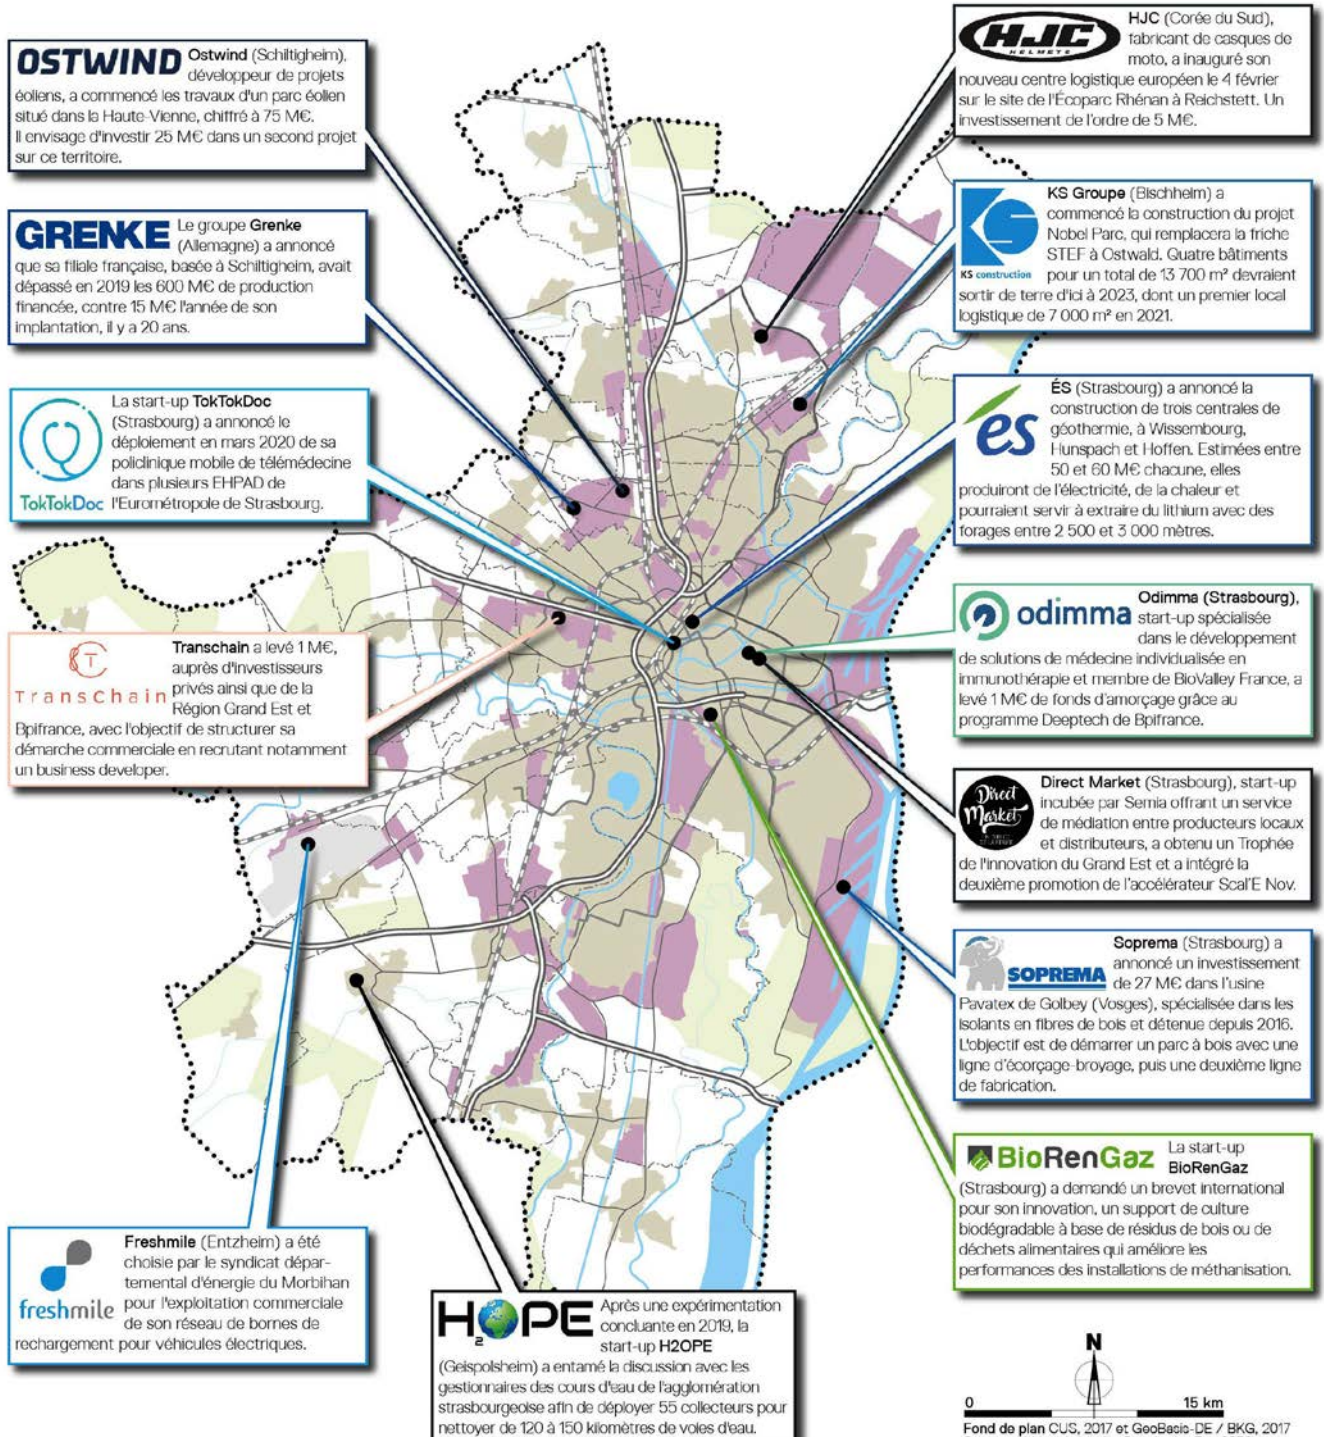 OSTWIND Ostwind (Schiltigheim),
développeur de projets
éoliens, a commencé les travaux d'un parc éolien
situé dans la Haute-Vienne, chiffré à 75 M€.
Il envisage d'investir 25 M€ dans un second projet
sur ce territoire.
GRENKE Le groupe Grenke
(Allemagne) a annoncé
que sa filiale française, basée à Schiltigheim, avait
dépassé en 2019 les 600 M€ de production
financée, contre 15 M€ l'année de son
implantation, il y a 20 ans.
La start-up TokTokDoc
(Strasbourg) a annoncé le
déploiement en mars 2020 de sa
policlinique mobile de télémédecine
dans plusieurs EHPAD de
TokTokDoc l'Eurométropole de Strasbourg.
T
TRANSCHAIN
Transchain a levé 1 M€,
auprès d'investisseurs
privés ainsi que de la
Région Grand Est et
Bpifrance, avec l'objectif de structurer sa
démarche commerciale en recrutant notamment
un business developer.
freshmile
Freshmile (Entzheim) a été
choisie par le syndicat dépar-
temental d'énergie du Morbihan
pour l'exploitation commerciale
de son réseau de bornes de
rechargement pour véhicules électriques.
H2OPE
Après une expérimentation
concluante en 2019, la
start-up H2OPE
(Geispolsheim) a entamé la discussion avec les
gestionnaires des cours d'eau de l'agglomération
strasbourgeoise afin de déployer 55 collecteurs pour
nettoyer de 120 à 150 kilomètres de voies d'eau.
HJC
HELMETS
HJC (Corée du Sud),
fabricant de casques de
moto, a inauguré son
nouveau centre logistique européen le 4 février
sur le site de l'Écoparc Rhénan à Reichstett. Un
investissement de l'ordre de 5 M€.
KS construction
KS Groupe (Bischheim) a
commencé la construction du projet
Nobel Parc, qui remplacera la friche
STEF à Ostwald. Quatre bâtiments
pour un total de 13 700 m² devraient
sortir de terre d'ici à 2023, dont un premier local
logistique de 7 000 m² en 2021.
és
ÉS (Strasbourg) a annoncé la
construction de trois centrales de
géothermie, à Wissembourg,
Hunspach et Hoffen. Estimées entre
50 et 60 M€ chacune, elles
produiront de l'électricité, de la chaleur et
pourraient servir à extraire du lithium avec des
forages entre 2 500 et 3 000 mètres.
odimma
Odimma (Strasbourg),
start-up spécialisée
dans le développement
de solutions de médecine individualisée en
immunothérapie et membre de BioValley France, a
levé 1 M€ de fonds d'amorçage grâce au
programme Deeptech de Bpifrance.
Direct
Market
Direct Market (Strasbourg), start-up
incubée par Semia offrant un service
de médiation entre producteurs locaux
et distributeurs, a obtenu un Trophée
de l'innovation du Grand Est et a intégré la
deuxième promotion de l'accélérateur Scal'E Nov.
SOPREMA
Soprema (Strasbourg) a
annoncé un investissement
de 27 M€ dans l'usine
Pavatex de Golbey (Vosges), spécialisée dans les
isolants en fibres de bois et détenue depuis 2016.
L'objectif est de démarrer un parc à bois avec une
ligne d'écorçage-broyage, puis une deuxième ligne
de fabrication.
BioRenGaz
La start-up
BioRenGaz
(Strasbourg) a demandé un brevet international
pour son innovation, un support de culture
biodégradable à base de résidus de bois ou de
déchets alimentaires qui améliore les
performances des installations de méthanisation.
N
0 15 km
Fond de plan CUS, 2017 et GeoBasis-DE / BKG, 2017